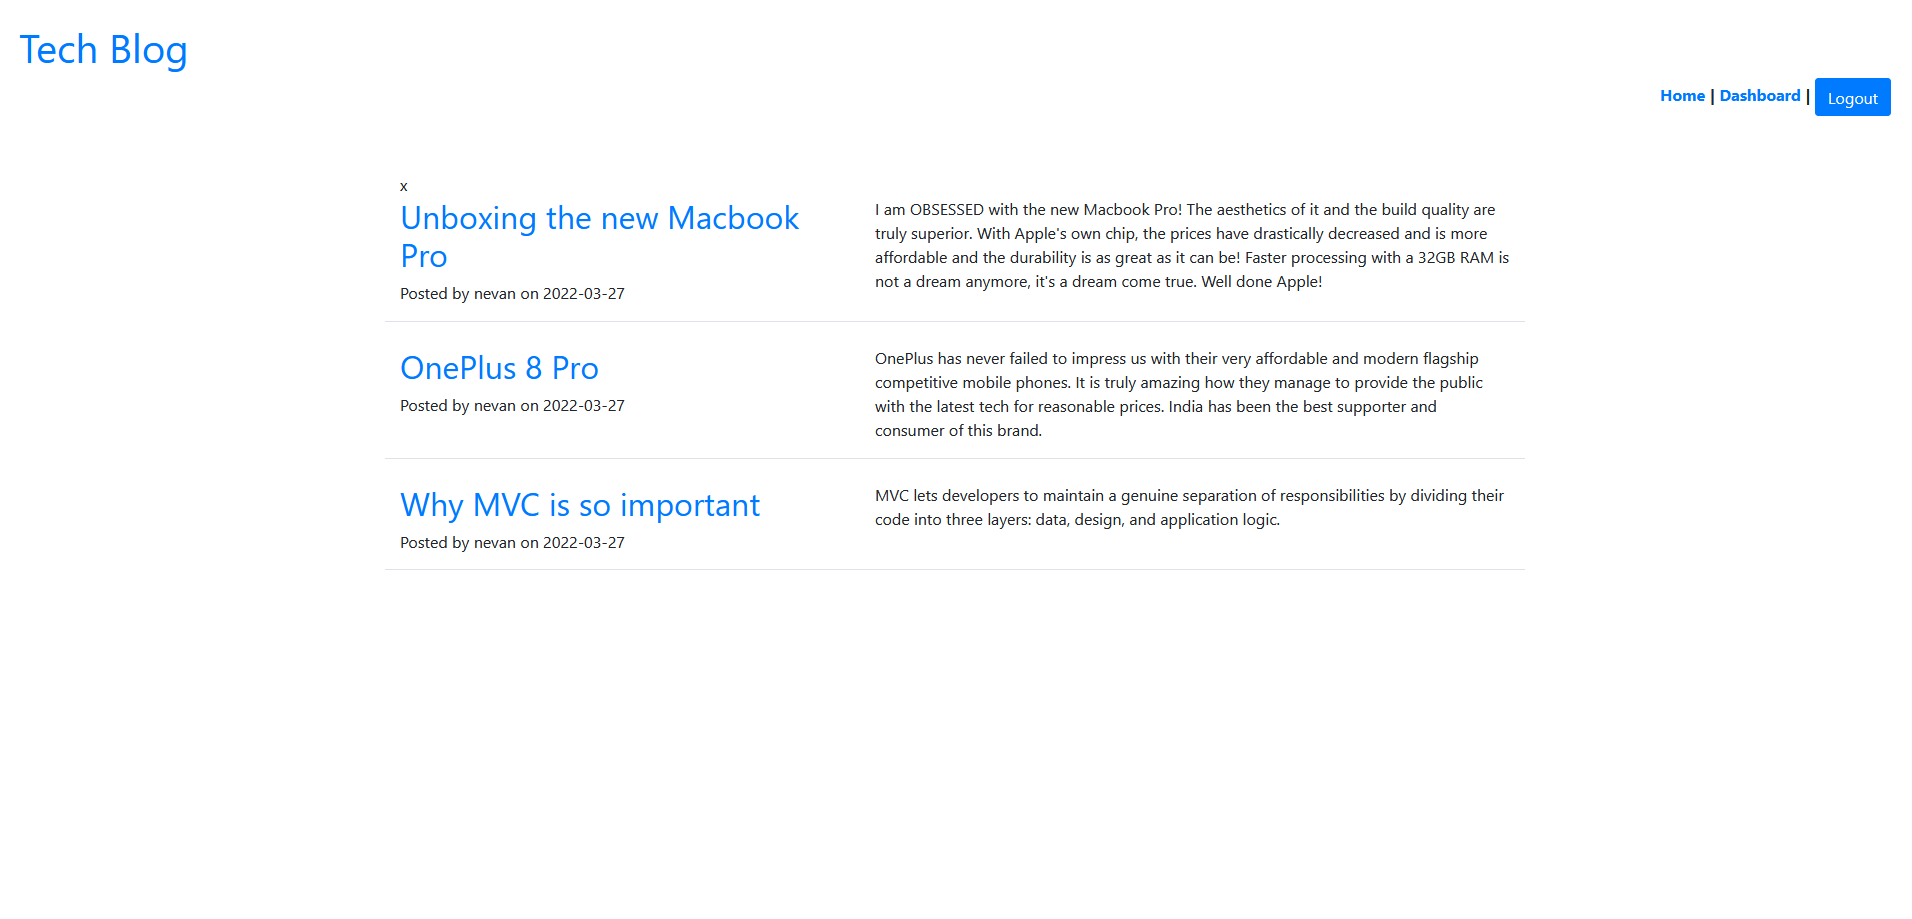 Tech Blog
Home | Dashboard | Logout
x
Unboxing the new Macbook
Pro
Posted by nevan on 2022-03-27
I am OBSESSED with the new Macbook Pro! The aesthetics of it and the build quality are
truly superior. With Apple's own chip, the prices have drastically decreased and is more
affordable and the durability is as great as it can be! Faster processing with a 32GB RAM is
not a dream anymore, it's a dream come true. Well done Apple!
OnePlus 8 Pro
Posted by nevan on 2022-03-27
OnePlus has never failed to impress us with their very affordable and modern flagship
competitive mobile phones. It is truly amazing how they manage to provide the public
with the latest tech for reasonable prices. India has been the best supporter and
consumer of this brand.
Why MVC is so important
Posted by nevan on 2022-03-27
MVC lets developers to maintain a genuine separation of responsibilities by dividing their
code into three layers: data, design, and application logic.